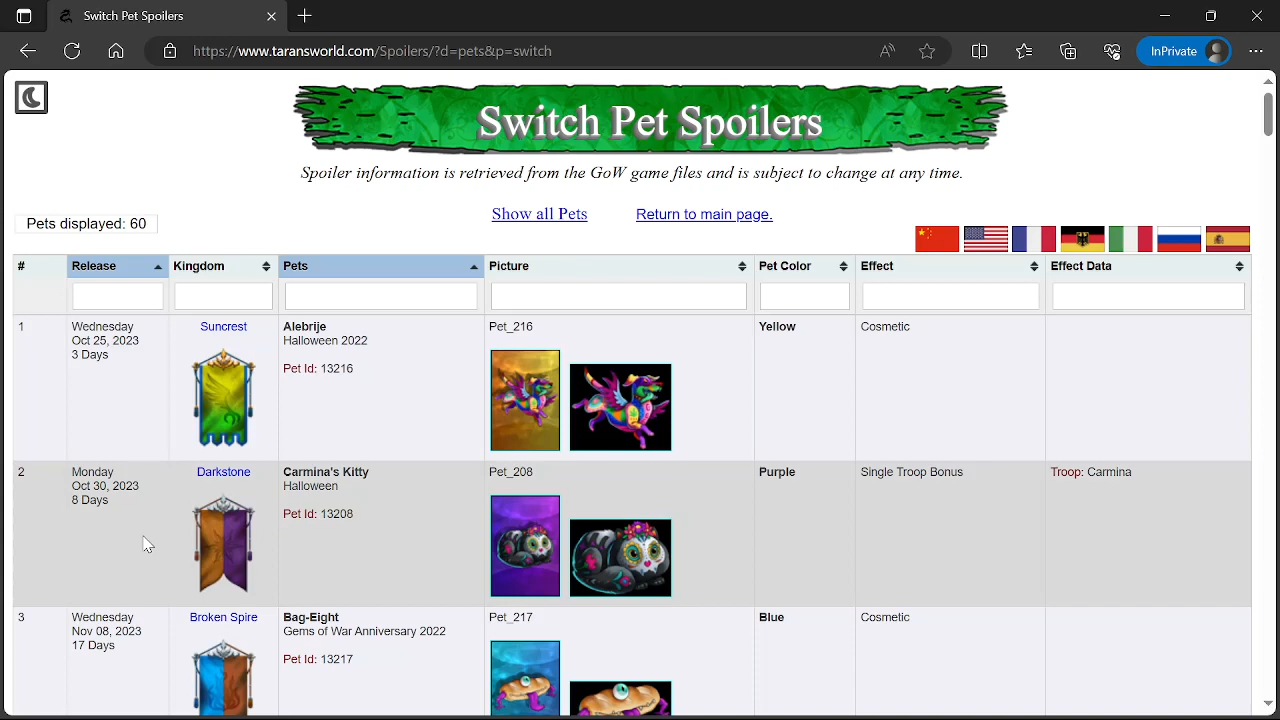 Switch Pet Spoilers
https://www.taransworld.com/Spoilers/?d=pets&p=switch
InPrivate
Switch Pet Spoilers
Spoiler information is retrieved from the GoW game files and is subject to change at any time.
Show all Pets Return to main page.
Pets displayed: 60
# Release Kingdom Pets Picture Pet Color Effect Effect Data
1 Wednesday Suncrest Alebrije Pet_216 Yellow Cosmetic
Oct 25, 2023 Halloween 2022
3 Days
Pet Id: 13216
2 Monday Darkstone Carmina's Kitty Pet_208 Purple Single Troop Bonus Troop: Carmina
Oct 30, 2023 Halloween
8 Days
Pet Id: 13208
3 Wednesday Broken Spire Bag-Eight Pet_217 Blue Cosmetic
Nov 08, 2023 Gems of War Anniversary 2022
17 Days
Pet Id: 13217